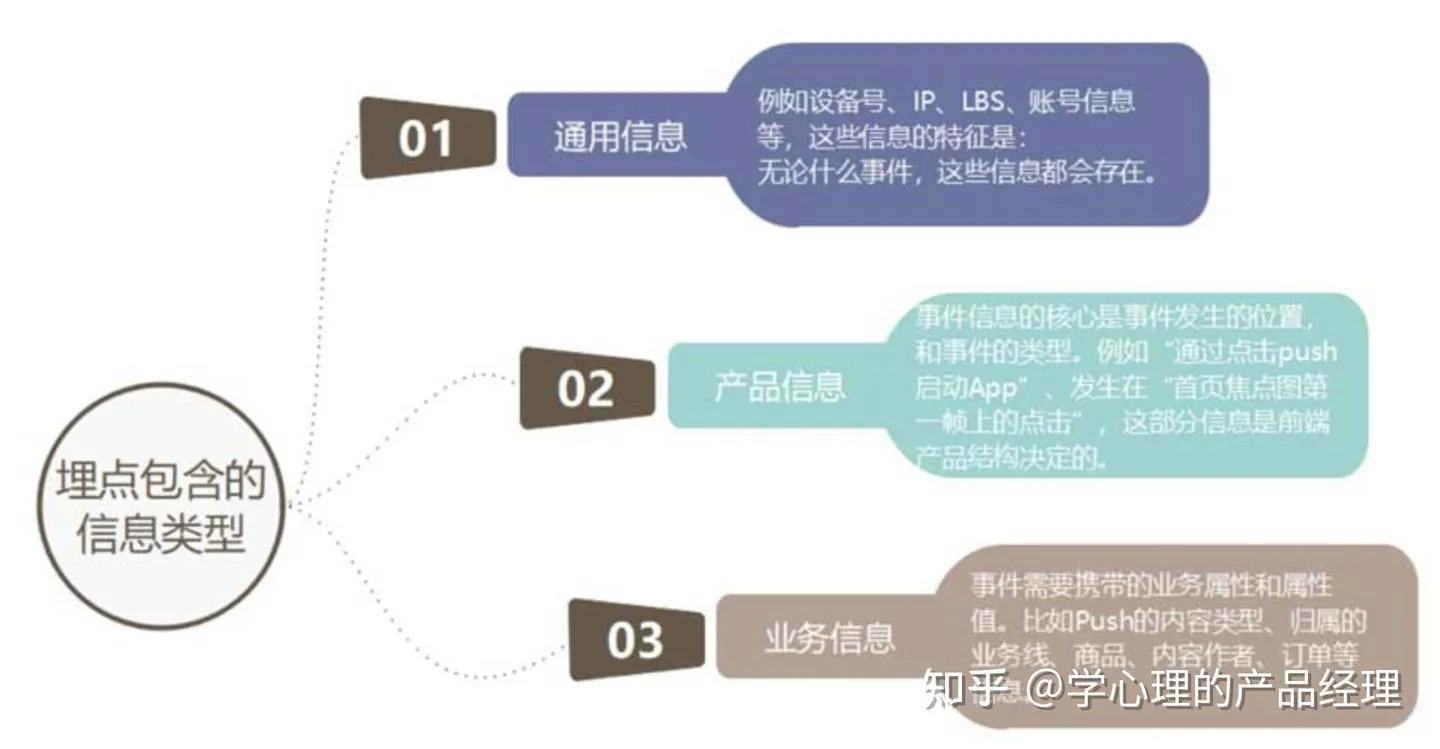 埋点包含的
信息类型
01
通用信息
例如设备号、IP、LBS、账号信息
等，这些信息的特征是：
无论什么事件，这些信息都会存在。
02
产品信息
事件信息的核心是事件发生的位置，
和事件的类型。例如“通过点击push
启动App”、发生在“首页焦点图第
一帧上的点击”，这部分信息是前端
产品结构决定的。
03
业务信息
事件需要携带的业务属性和属性
值。比如Push的内容类型、归属的
业务线、商品、内容作者、订单等
信息
知乎 @学心理的产品经理